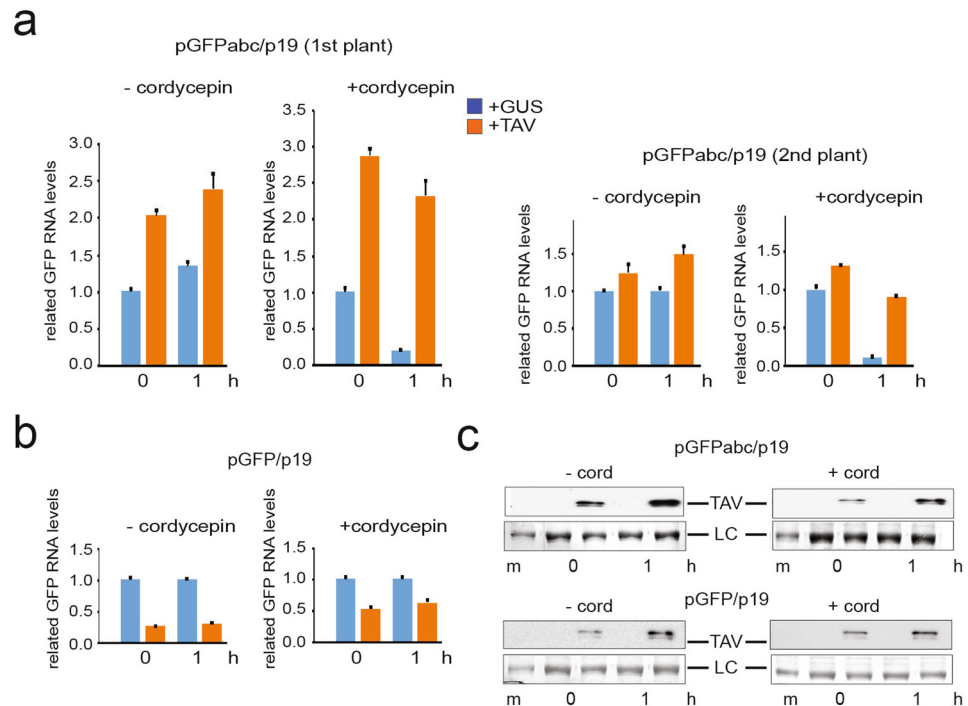 a
pGFPabc/p19 (1st plant)
- cordycepin
+cordycepin
+GUS
+TAV
related GFP RNA levels
3.0
2.5
2.0
1.5
1.0
0.5
0.0
0 1 h
related GFP RNA levels
3.0
2.5
2.0
1.5
1.0
0.5
0.0
0 1 h
pGFPabc/p19 (2nd plant)
- cordycepin
+cordycepin
related GFP RNA levels
1.5
1.0
0.5
0.0
0 1 h
related GFP RNA levels
1.5
1.0
0.5
0.0
0 1 h
b
pGFP/p19
- cordycepin
+cordycepin
related GFP RNA levels
1.5
1.0
0.5
0.0
0 1 h
related GFP RNA levels
1.5
1.0
0.5
0.0
0 1 h
c
pGFPabc/p19
- cord
+ cord
TAV
LC
m 0 1 h
m 0 1 h
pGFP/p19
- cord
+ cord
TAV
LC
m 0 1 h
m 0 1 h